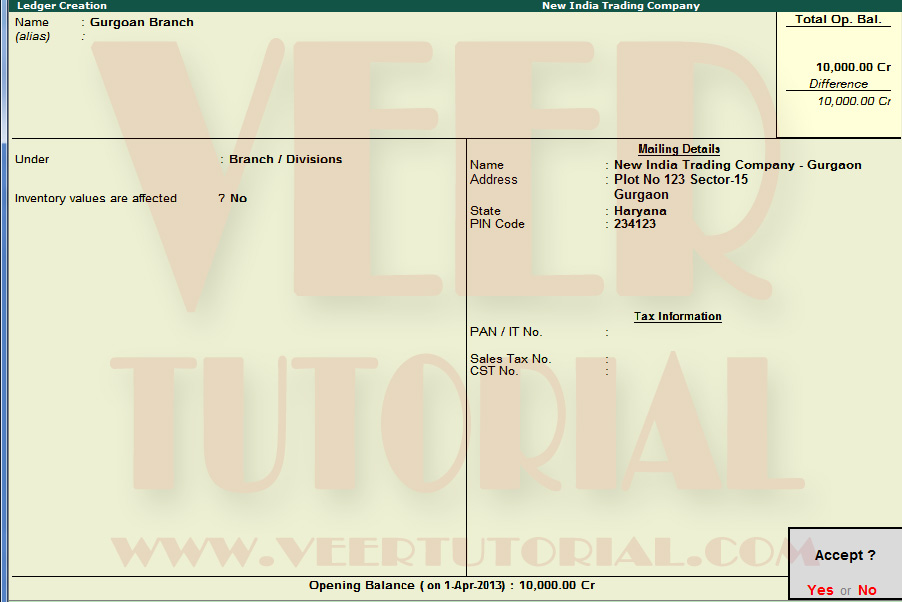 Ledger Creation New India Trading Company
Name : Gurgoan Branch
(alias) :
Total Op. Bal.
10,000.00 Cr
Difference
10,000.00 Cr
Under : Branch / Divisions
Inventory values are affected ? No
Mailing Details
Name : New India Trading Company - Gurgaon
Address : Plot No 123 Sector-15
Gurgaon
State : Haryana
PIN Code : 234123
Tax Information
PAN / IT No. :
Sales Tax No. :
CST No. :
VEER
TUTORIAL
WWW.VEERTUTORIAL.COM
Opening Balance ( on 1-Apr-2013) : 10,000.00 Cr
Accept ?
Yes or No